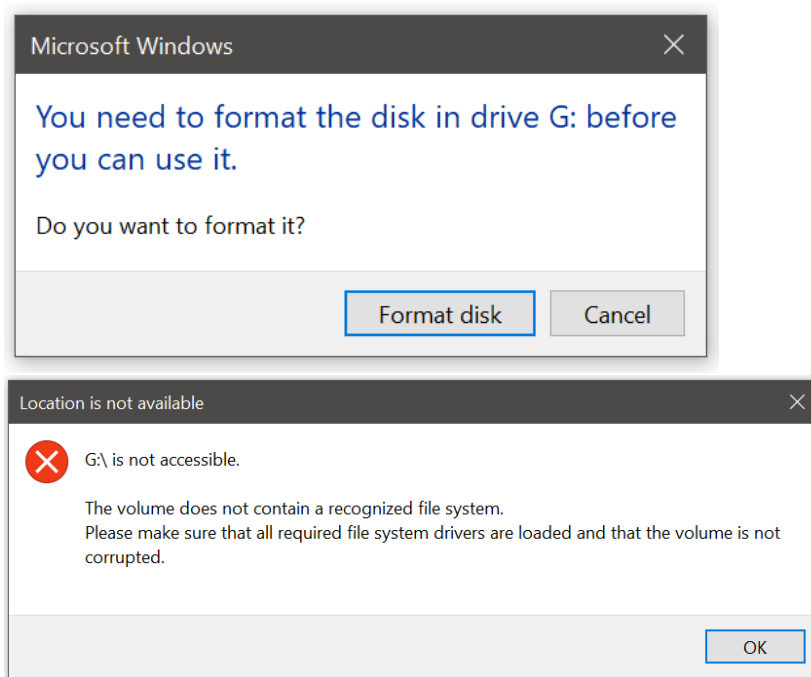 Microsoft Windows
You need to format the disk in drive G: before
you can use it.
Do you want to format it?
Format disk
Cancel
Location is not available
G:\ is not accessible.
The volume does not contain a recognized file system.
Please make sure that all required file system drivers are loaded and that the volume is not
corrupted.
OK